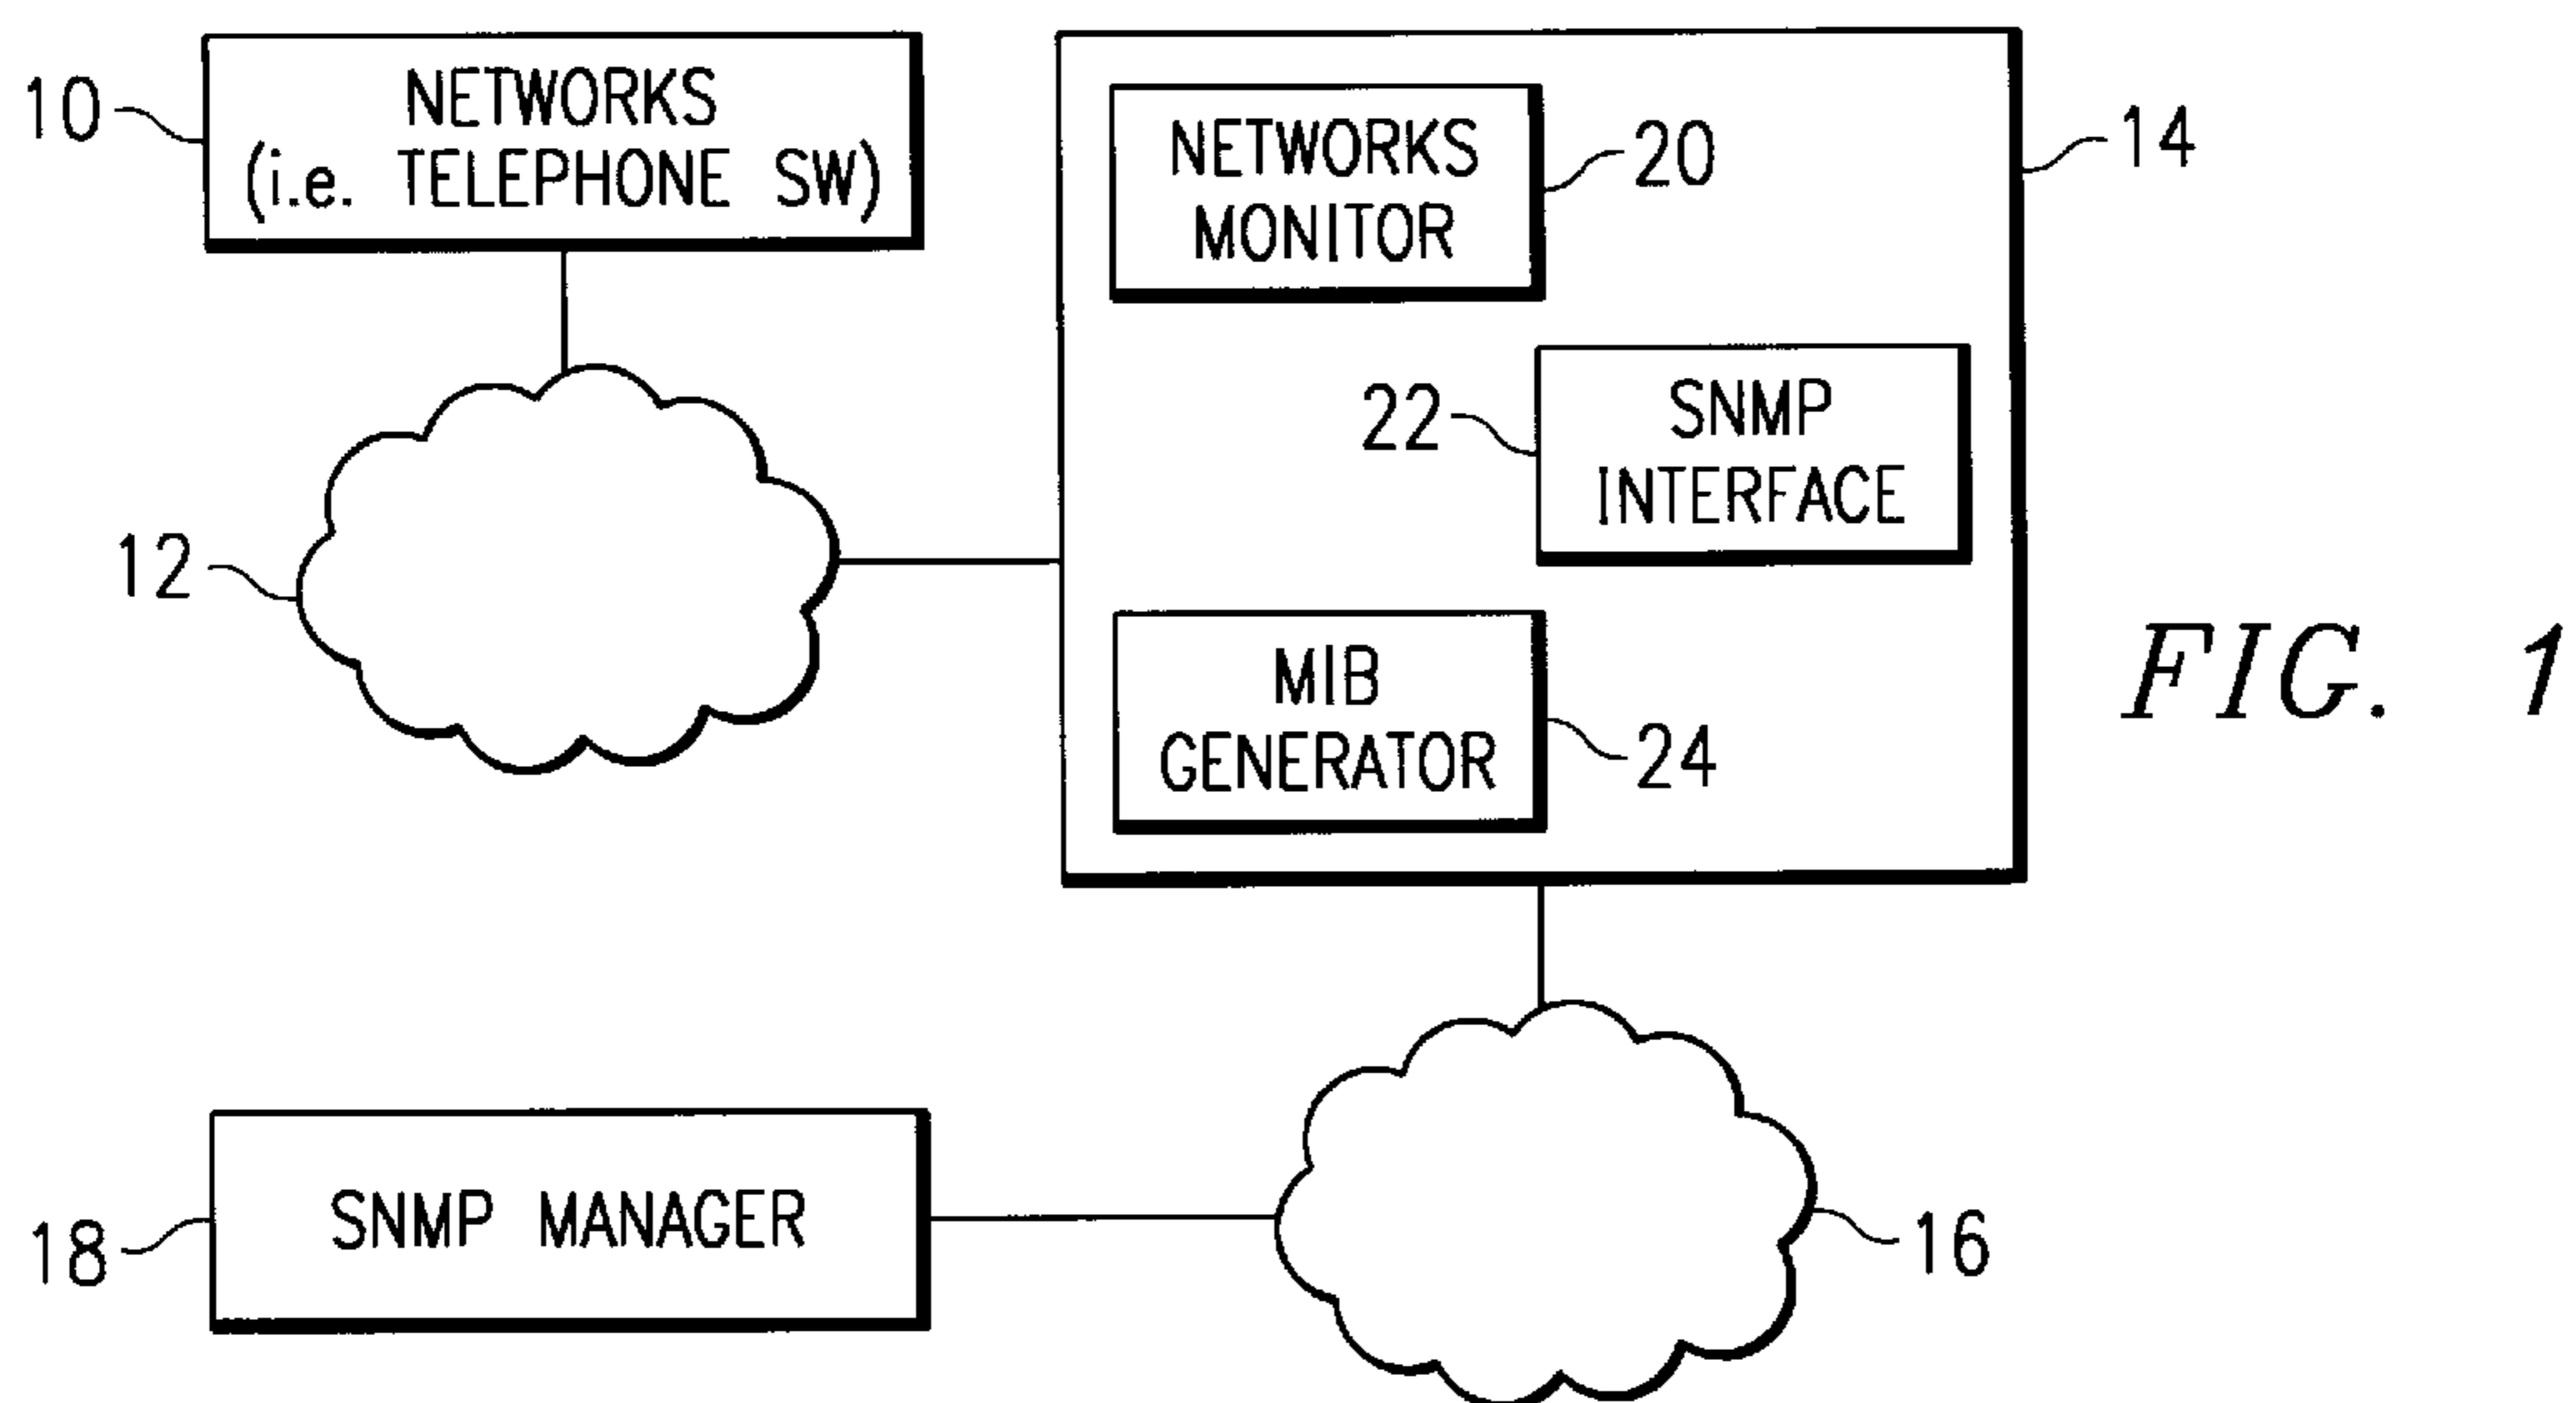 10
NETWORKS
(i.e. TELEPHONE SW)
NETWORKS
MONITOR
20
14
22
SNMP
INTERFACE
12
MIB
GENERATOR
24
FIG. 1
18
SNMP MANAGER
16